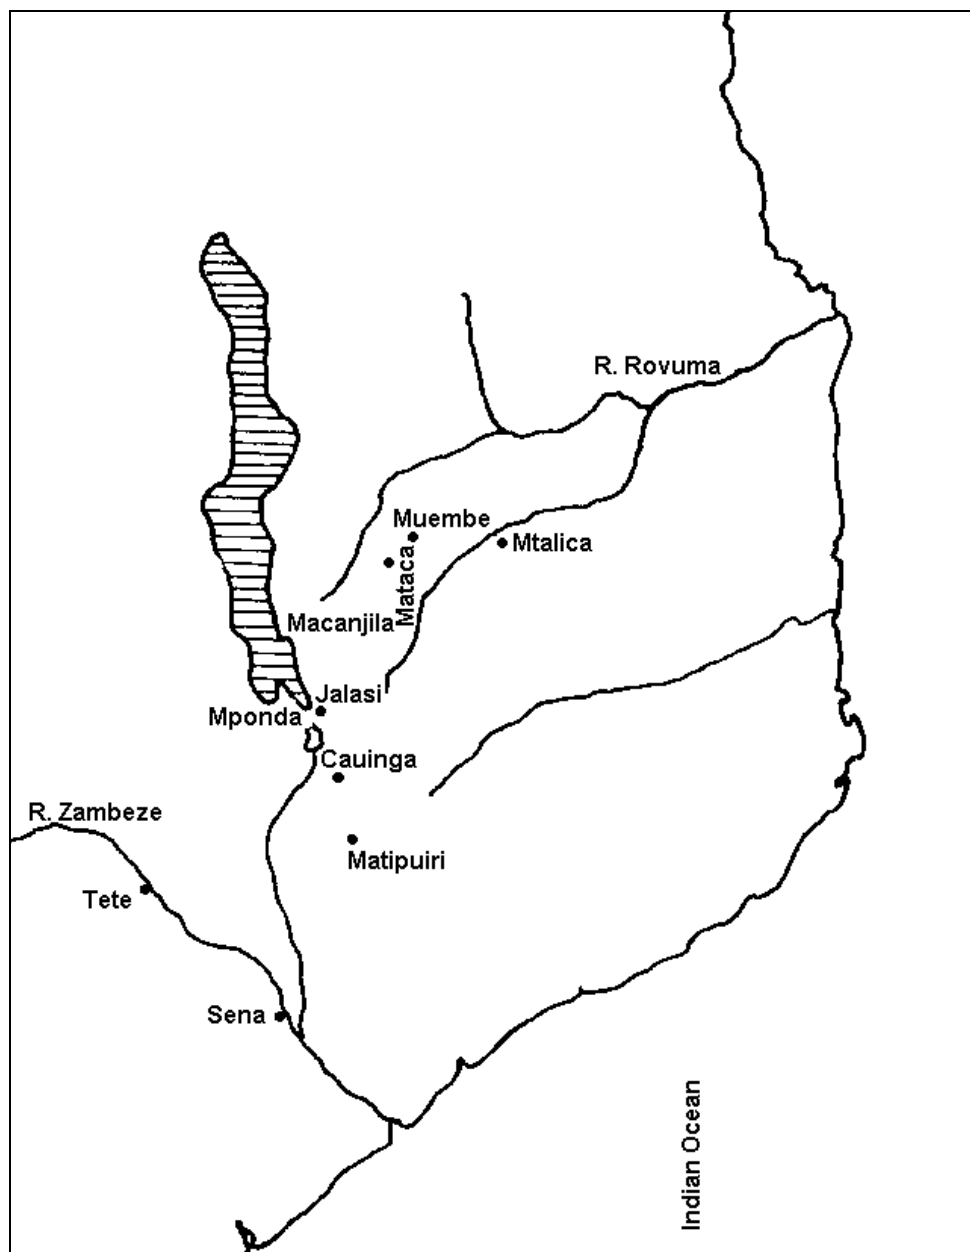 R. Rovuma
Muembe
Mtalica
Mataca
Macanjila
Jalasi
Mponda
Cauinga
R. Zambeze
Matipuiri
Tete
Sena
Indian Ocean